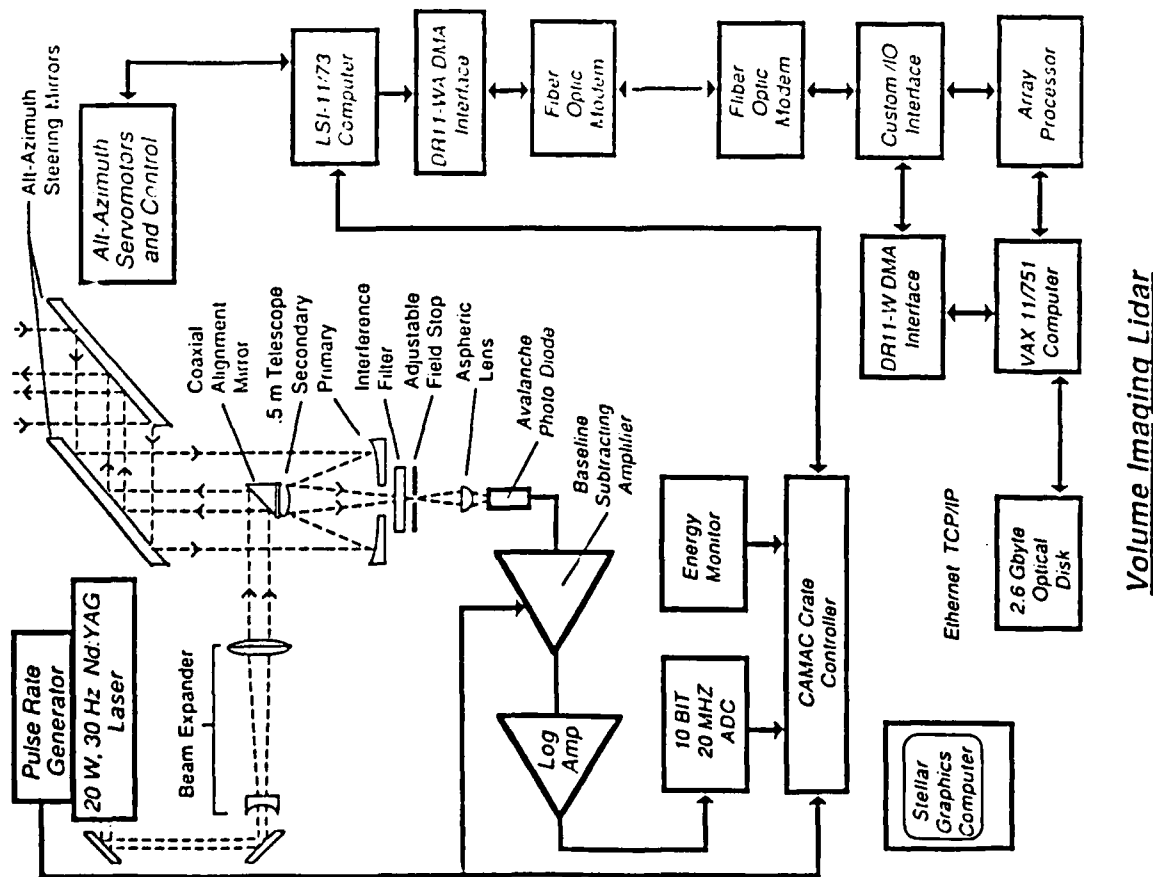 Pulse Rate
Generator
20 W, 30 Hz Nd:YAG
Laser
Beam Expander
Alt-Azimuth
Steering Mirrors
Alt-Azimuth
Servomotors
and Control
Coaxial
Alignment
Mirror
.5 m Telescope
Secondary
Primary
Interference
Filter
Adjustable
Field Stop
Aspheric
Lens
Avalanche
Photo Diode
Baseline
Subtracting
Amplifier
Log
Amp
10 BIT
20 MHZ
ADC
Energy
Monitor
CAMAC Crate
Controller
LSI-11/73
Computer
DR11-WA DMA
Interface
Fiber
Optic
Modem
Fliber
Optic
Modem
Custom I/O
Interface
Array
Processor
DR11-W DMA
Interface
VAX 11/751
Computer
Ethernet TCP/IP
2.6 Gbyte
Optical
Disk
Stellar
Graphics
Computer
Volume Imaging Lidar